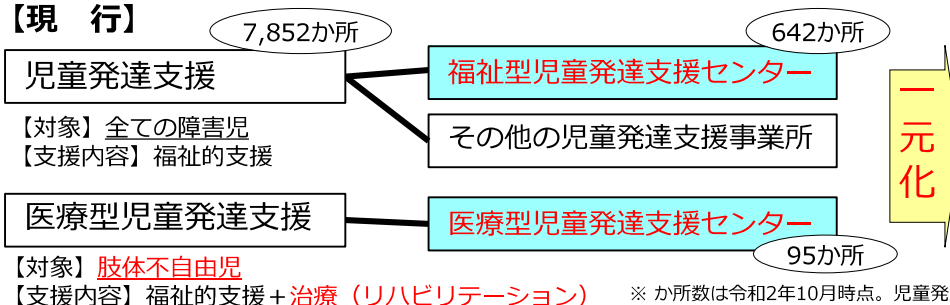 【現　行】
7,852か所
642か所
児童発達支援
福祉型児童発達支援センター
【対象】全ての障害児
【支援内容】福祉的支援
その他の児童発達支援事業所
一元化
医療型児童発達支援
医療型児童発達支援センター
95か所
【対象】肢体不自由児
【支援内容】福祉的支援＋治療（リハビリテーション）
※ か所数は令和2年10月時点。児童発